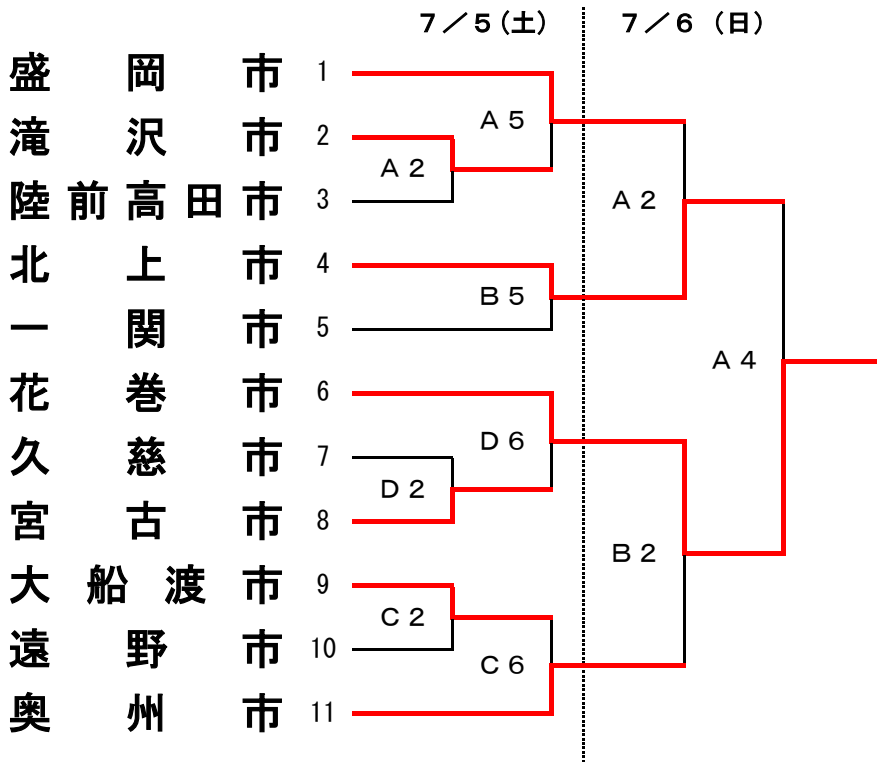 ７／５(土) ７／６（日）
盛岡市 1
Ａ５
滝沢市 2
Ａ２
陸前高田市 3
Ａ２
北上市 4
Ｂ５
一関市 5
Ａ４
花巻市 6
Ｄ６
久慈市 7
Ｄ２
宮古市 8
Ｂ２
大船渡市 9
Ｃ２
遠野市 10
Ｃ６
奥州市 11